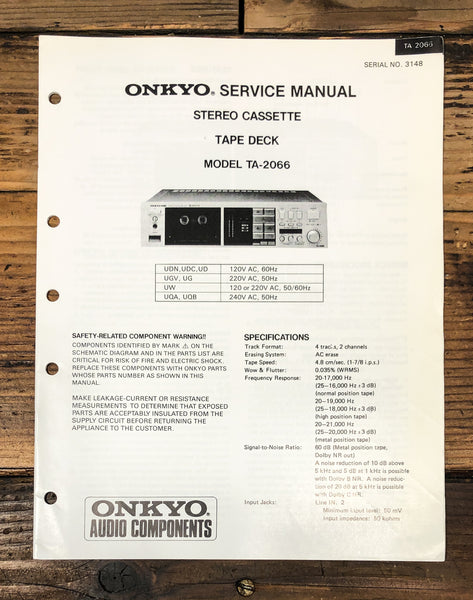 TA 2066
SERIAL NO. 3148
ONKYO® SERVICE MANUAL
STEREO CASSETTE
TAPE DECK
MODEL TA-2066
UDN,UDC,UD 120V AC, 60Hz
UGV, UG 220V AC, 50Hz
UW 120 or 220V AC, 50/60Hz
UQA, UQB 240V AC, 50Hz
SAFETY-RELATED COMPONENT WARNING!!
COMPONENTS IDENTIFIED BY MARK ⚠ ON THE
SCHEMATIC DIAGRAM AND IN THE PARTS LIST ARE
CRITICAL FOR RISK OF FIRE AND ELECTRIC SHOCK.
REPLACE THESE COMPONENTS WITH ONKYO PARTS
WHOSE PARTS NUMBER AS SHOWN IN THIS
MANUAL.
MAKE LEAKAGE-CURRENT OR RESISTANCE
MEASUREMENTS TO DETERMINE THAT EXPOSED
PARTS ARE ACCEPTABLY INSULATED FROM THE
SUPPLY CIRCUIT BEFORE RETURNING THE
APPLIANCE TO THE CUSTOMER.
ONKYO®
AUDIO COMPONENTS
SPECIFICATIONS
Track Format: 4 tracks, 2 channels
Erasing System: AC erase
Tape Speed: 4.8 cm/sec. (1-7/8 i.p.s.)
Wow & Flutter: 0.035% (WRMS)
Frequency Response: 20-17,000 Hz
(25-16,000 Hz ±3 dB)
(normal position tape)
20-19,000 Hz
(25-18,000 Hz ±3 dB)
(high position tape)
20-21,000 Hz
(25-20,000 Hz ±3 dB)
(metal position tape)
Signal-to-Noise Ratio: 60 dB (Metal position tape,
Dolby NR out)
A noise reduction of 10 dB above
5 kHz and 5 dB at 1 kHz is possible
with Dolby B NR. A noise reduc-
tion of 20 dB at 5 kHz is possible
with Dolby C NR.
Input Jacks: Line IN: 2
Minimum input level: 50 mV
Input impedance: 50 kohms